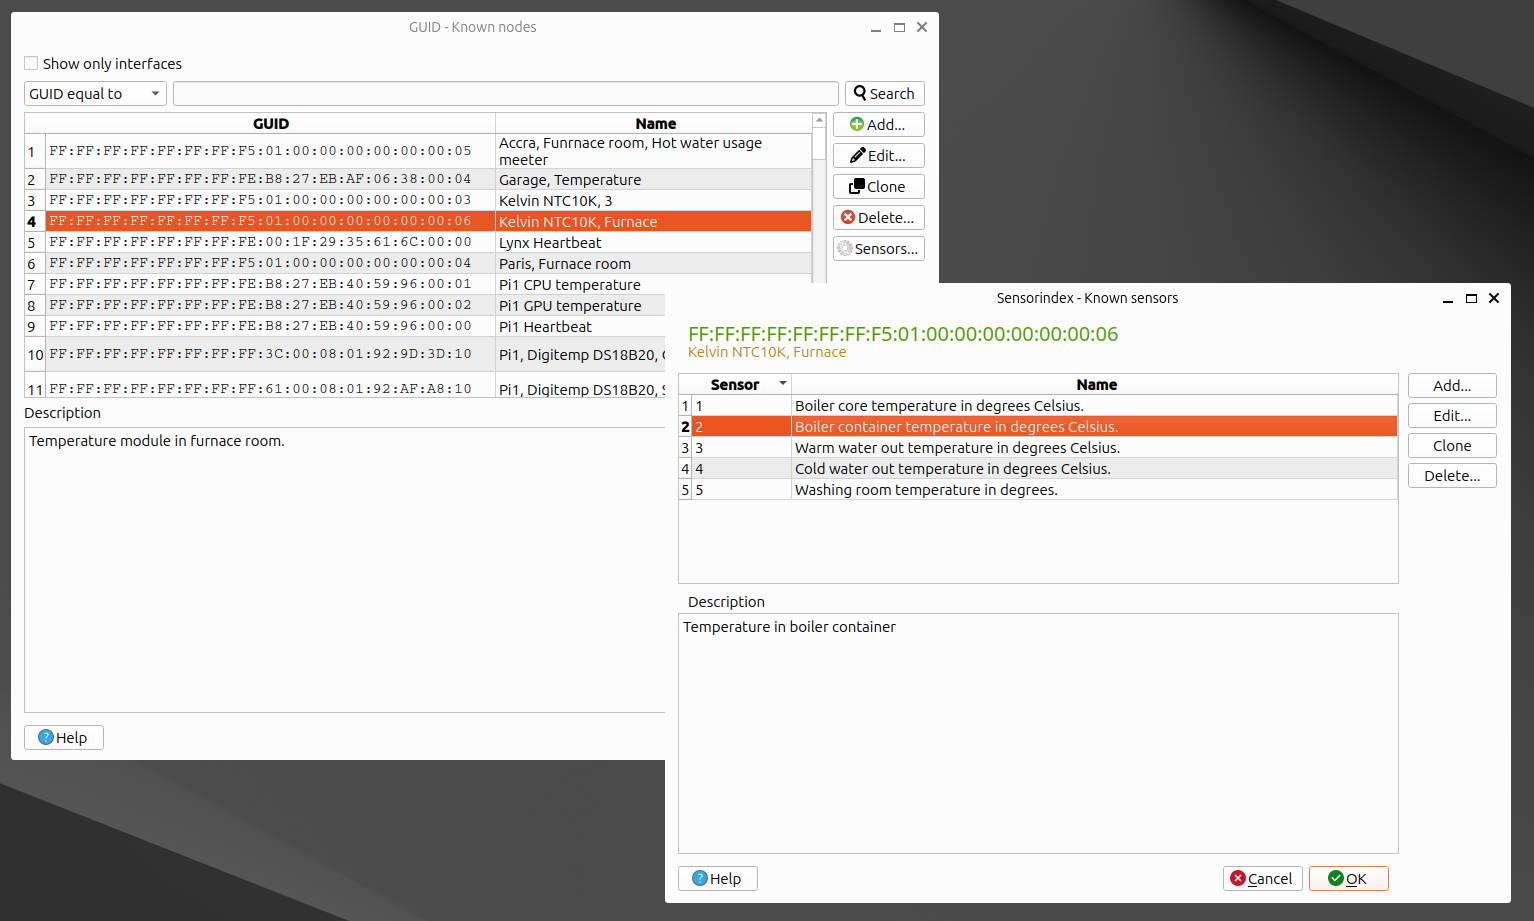 GUID - Known nodes
Show only interfaces
GUID equal to
Search
GUID Name
1 FF:FF:FF:FF:FF:FF:FF:F5:01:00:00:00:00:00:00:05 Accra, Funrnace room, Hot water usage
meeter
2 FF:FF:FF:FF:FF:FF:FF:FE:B8:27:EB:AF:06:38:00:04 Garage, Temperature
3 FF:FF:FF:FF:FF:FF:FF:F5:01:00:00:00:00:00:00:03 Kelvin NTC10K, 3
4 FF:FF:FF:FF:FF:FF:FF:F5:01:00:00:00:00:00:00:06 Kelvin NTC10K, Furnace
5 FF:FF:FF:FF:FF:FF:FF:FE:00:1F:29:35:61:6C:00:00 Lynx Heartbeat
6 FF:FF:FF:FF:FF:FF:FF:F5:01:00:00:00:00:00:00:04 Paris, Furnace room
7 FF:FF:FF:FF:FF:FF:FF:FE:B8:27:EB:40:59:96:00:01 Pi1 CPU temperature
8 FF:FF:FF:FF:FF:FF:FF:FE:B8:27:EB:40:59:96:00:02 Pi1 GPU temperature
9 FF:FF:FF:FF:FF:FF:FF:FE:B8:27:EB:40:59:96:00:00 Pi1 Heartbeat
10 FF:FF:FF:FF:FF:FF:FF:FF:3C:00:08:01:92:9D:3D:10 Pi1, Digitemp DS18B20,
11 FF:FF:FF:FF:FF:FF:FF:FF:61:00:08:01:92:AF:A8:10 Pi1, Digitemp DS18B20,
Add...
Edit...
Clone
Delete...
Sensors...
Description
Temperature module in furnace room.
Help
Sensorindex - Known sensors
FF:FF:FF:FF:FF:FF:FF:F5:01:00:00:00:00:00:00:06
Kelvin NTC10K, Furnace
Sensor Name
1 1 Boiler core temperature in degrees Celsius.
2 2 Boiler container temperature in degrees Celsius.
3 3 Warm water out temperature in degrees Celsius.
4 4 Cold water out temperature in degrees Celsius.
5 5 Washing room temperature in degrees.
Add...
Edit...
Clone
Delete...
Description
Temperature in boiler container
Help
Cancel
OK